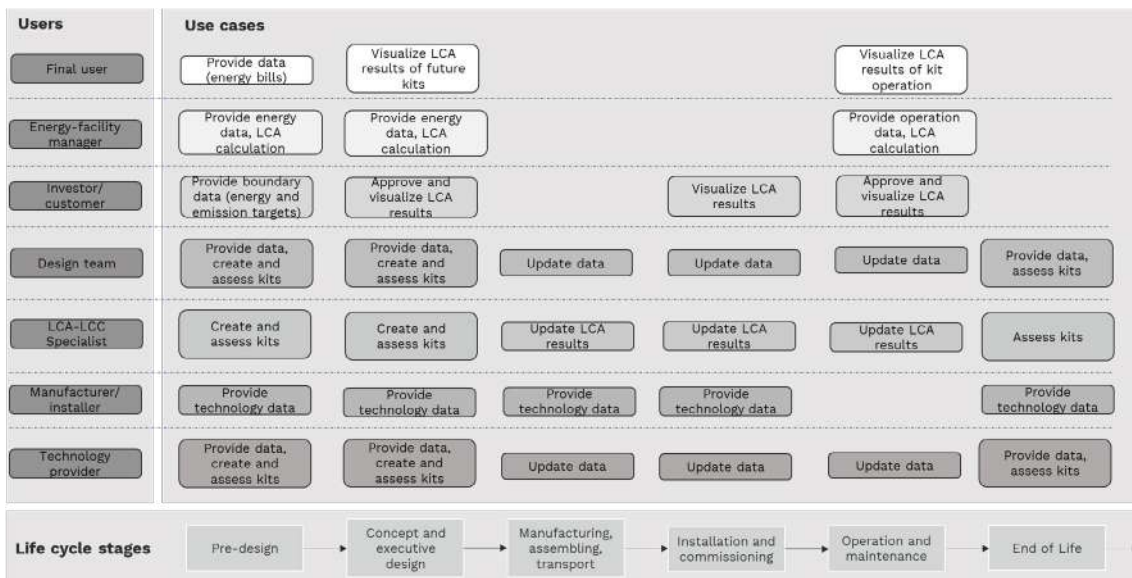 Users
Use cases
Final user
Provide data
(energy bills)
Visualize LCA
results of future
kits
Visualize LCA
results of kit
operation
Energy-facility
manager
Provide energy
data, LCA
calculation
Provide energy
data, LCA
calculation
Provide operation
data, LCA
calculation
Investor/
customer
Provide boundary
data (energy and
emission targets)
Approve and
visualize LCA
results
Visualize LCA
results
Approve and
visualize LCA
results
Design team
Provide data,
create and
assess kits
Provide data,
create and
assess kits
Update data
Update data
Update data
Provide data,
assess kits
LCA-LCC
Specialist
Create and
assess kits
Create and
assess kits
Update LCA
results
Update LCA
results
Update LCA
results
Assess kits
Manufacturer/
installer
Provide
technology data
Provide
technology data
Provide
technology data
Provide
technology data
Provide
technology data
Technology
provider
Provide data,
create and
assess kits
Provide data,
create and
assess kits
Update data
Update data
Update data
Provide data,
assess kits
Life cycle stages
Pre-design
Concept and
executive
design
Manufacturing,
assembling,
transport
Installation and
commissioning
Operation and
maintenance
End of Life